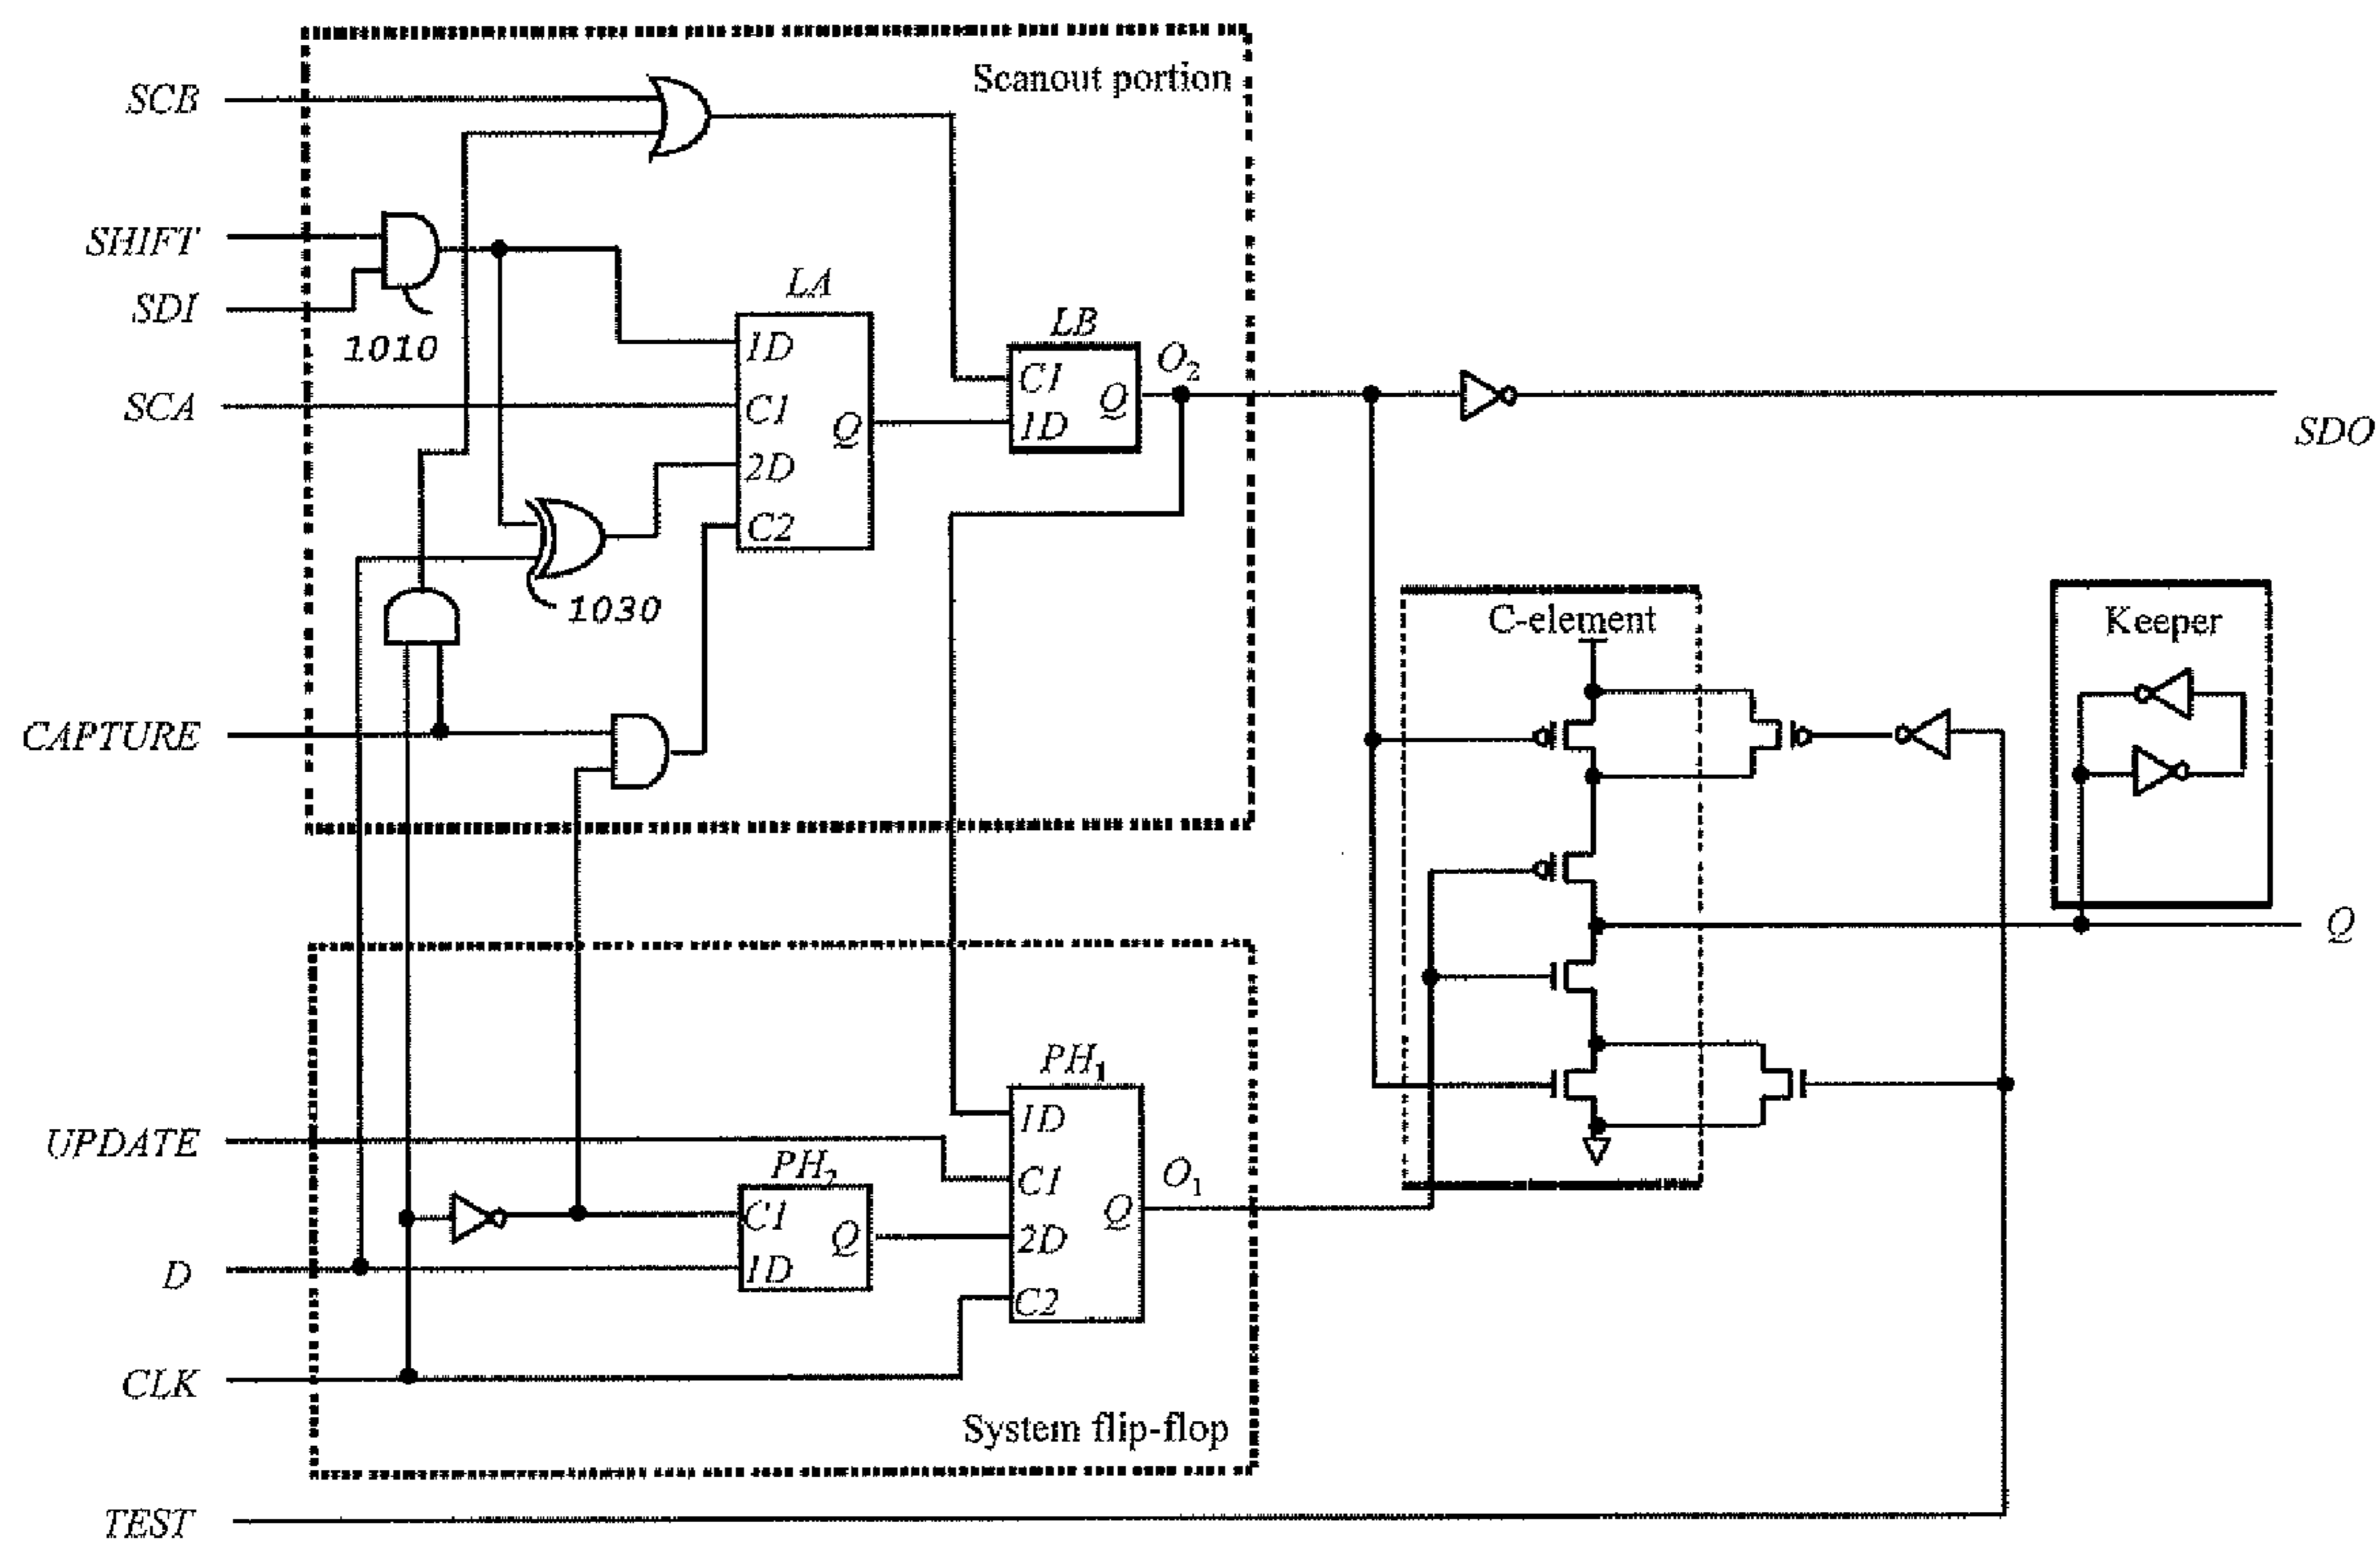 Scanout portion
SCB
SHIFT
SDI
1010
SCA
LA
1D
C1
2D
C2
Q
LB
C1
1D
Q
O2
SDO
1030
CAPTURE
C-element
Keeper
Q
UPDATE
PH1
1D
C1
2D
C2
Q
O1
PH2
C1
1D
Q
D
CLK
System flip-flop
TEST